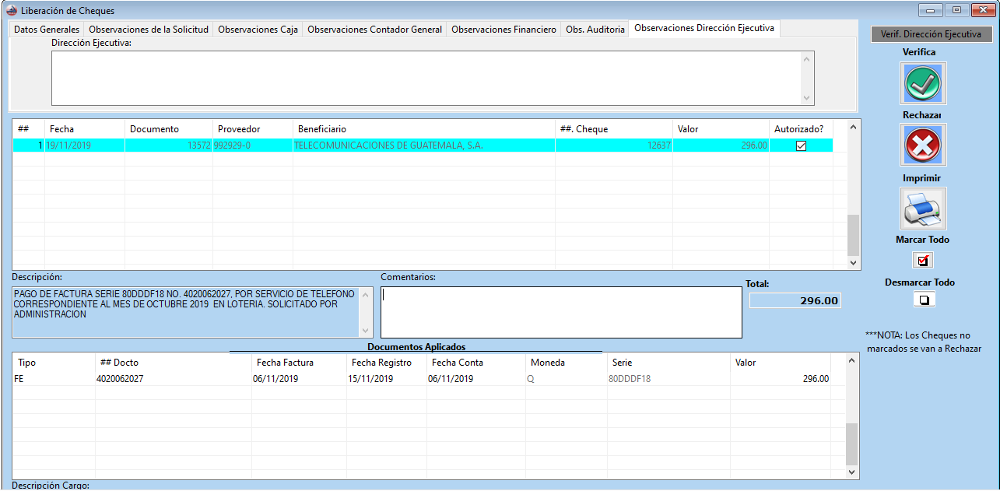 Liberación de Cheques
Datos Generales Observaciones de la Solicitud Observaciones Caja Observaciones Contador General Observaciones Financiero Obs. Auditoria Observaciones Dirección Ejecutiva
Verif. Dirección Ejecutiva
Dirección Ejecutiva:
Verifica
Rechazar
Imprimir
Marcar Todo
Desmarcar Todo
***NOTA: Los Cheques no
marcados se van a Rechazar
## Fecha Documento Proveedor Beneficiario ##. Cheque Valor Autorizado?
1 19/11/2019 13572 992929-0 TELECOMUNICACIONES DE GUATEMALA, S.A. 12637 296.00
Descripción:
PAGO DE FACTURA SERIE 80DDDF18 NO. 4020062027, POR SERVICIO DE TELEFONO
CORRESPONDIENTE AL MES DE OCTUBRE 2019 EN LOTERIA. SOLICITADO POR
ADMINISTRACION
Comentarios:
Total:
296.00
Documentos Aplicados
Tipo ## Docto Fecha Factura Fecha Registro Fecha Conta Moneda Serie Valor
FE 4020062027 06/11/2019 15/11/2019 06/11/2019 Q 80DDDF18 296.00
Descripción Cargo: